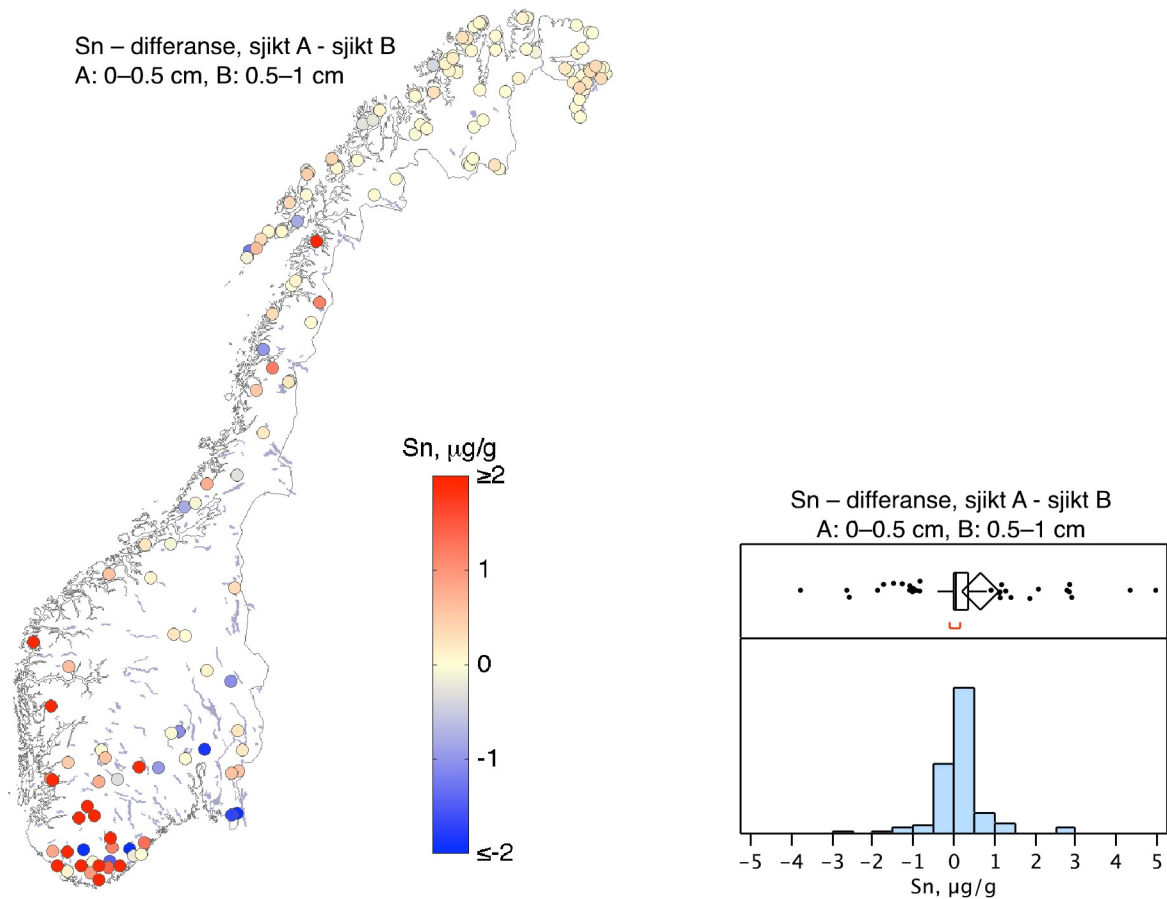 Sn – differanse, sjikt A - sjikt B
A: 0–0.5 cm, B: 0.5–1 cm
Sn, µg/g
≥2
1
0
-1
≤-2
Sn – differanse, sjikt A - sjikt B
A: 0–0.5 cm, B: 0.5–1 cm
−5 −4 −3 −2 −1 0 1 2 3 4 5
Sn, µg/g